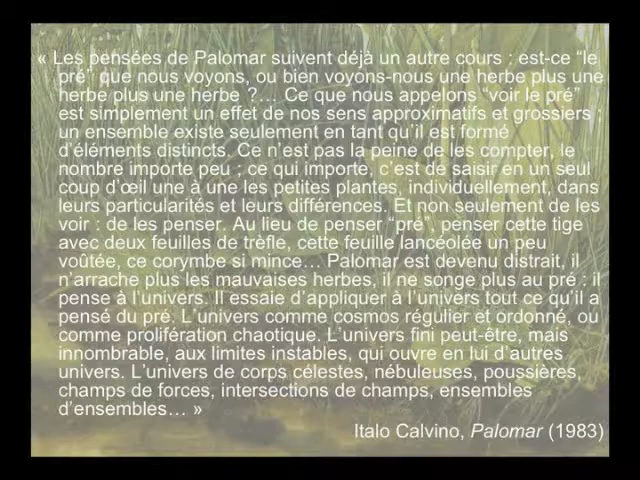 « Les pensées de Palomar suivent déjà un autre cours : est-ce “le
pré” que nous voyons, ou bien voyons-nous une herbe plus une
herbe plus une herbe ?… Ce que nous appelons “voir le pré”
est simplement un effet de nos sens approximatifs et grossiers ;
un ensemble existe seulement en tant qu’il est formé
d’éléments distincts. Ce n’est pas la peine de les compter, le
nombre importe peu ; ce qui importe, c’est de saisir en un seul
coup d’œil une à une les petites plantes, individuellement, dans
leurs particularités et leurs différences. Et non seulement de les
voir : de les penser. Au lieu de penser “pré”, penser cette tige
avec deux feuilles de trèfle, cette feuille lancéolée un peu
voûtée, ce corymbe si mince… Palomar est devenu distrait, il
n’arrache plus les mauvaises herbes, il ne songe plus au pré : il
pense à l’univers. Il essaie d’appliquer à l’univers tout ce qu’il a
pensé du pré. L’univers comme cosmos régulier et ordonné, ou
comme prolifération chaotique. L’univers fini peut-être, mais
innombrable, aux limites instables, qui ouvre en lui d’autres
univers. L’univers de corps célestes, nébuleuses, poussières,
champs de forces, intersections de champs, ensembles
d’ensembles… »
Italo Calvino, Palomar (1983)